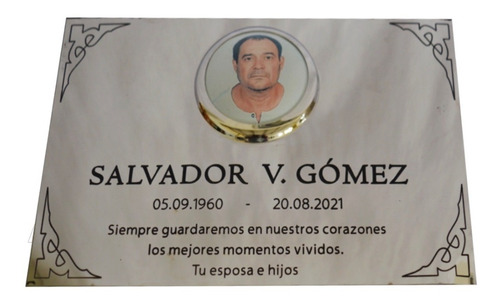 SALVADOR V. GÓMEZ
05.09.1960 - 20.08.2021
Siempre guardaremos en nuestros corazones
los mejores momentos vividos.
Tu esposa e hijos